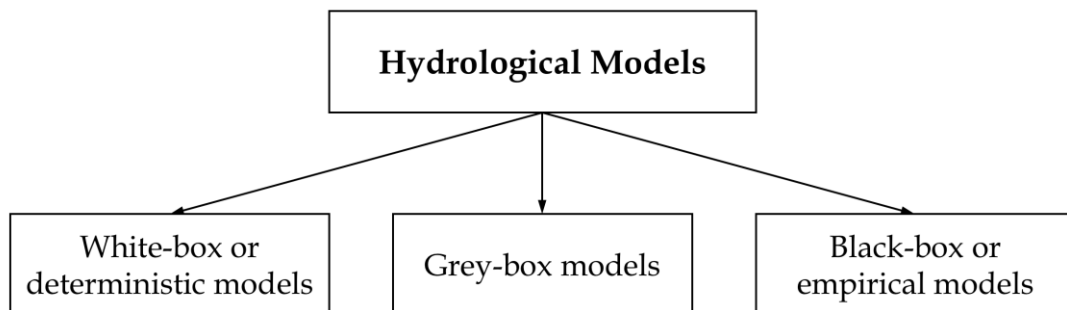 Hydrological Models
White-box or
deterministic models
Grey-box models
Black-box or
empirical models